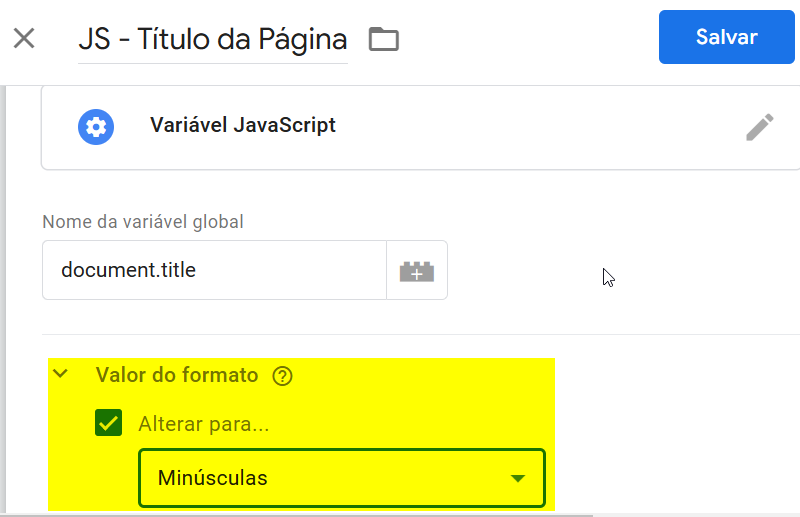 JS - Título da Página
Salvar
Variável JavaScript
Nome da variável global
document.title
Valor do formato
Alterar para...
Minúsculas